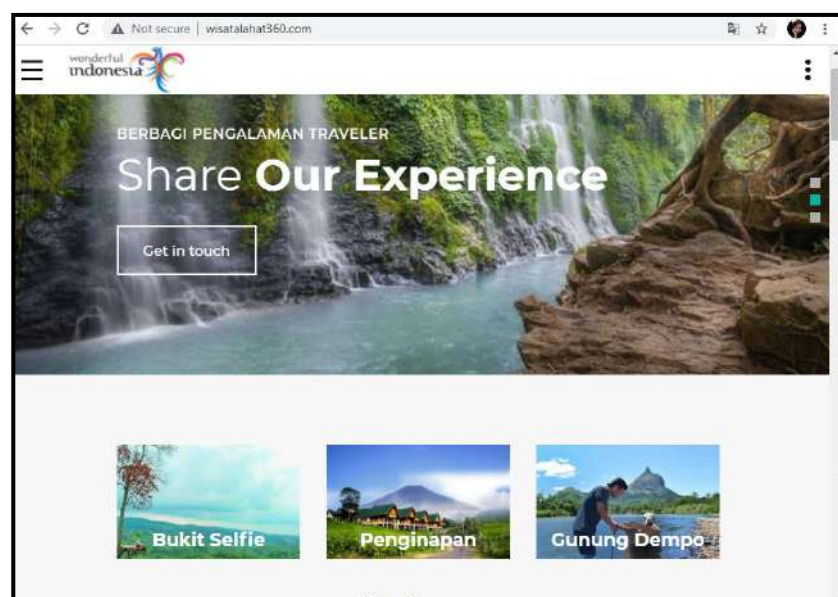 Not secure | wisatalahat360.com
wonderful
indonesia
BERBAGI PENGALAMAN TRAVELER
Share Our Experience
Get in touch
Bukit Selfie
Penginapan
Gunung Dempo